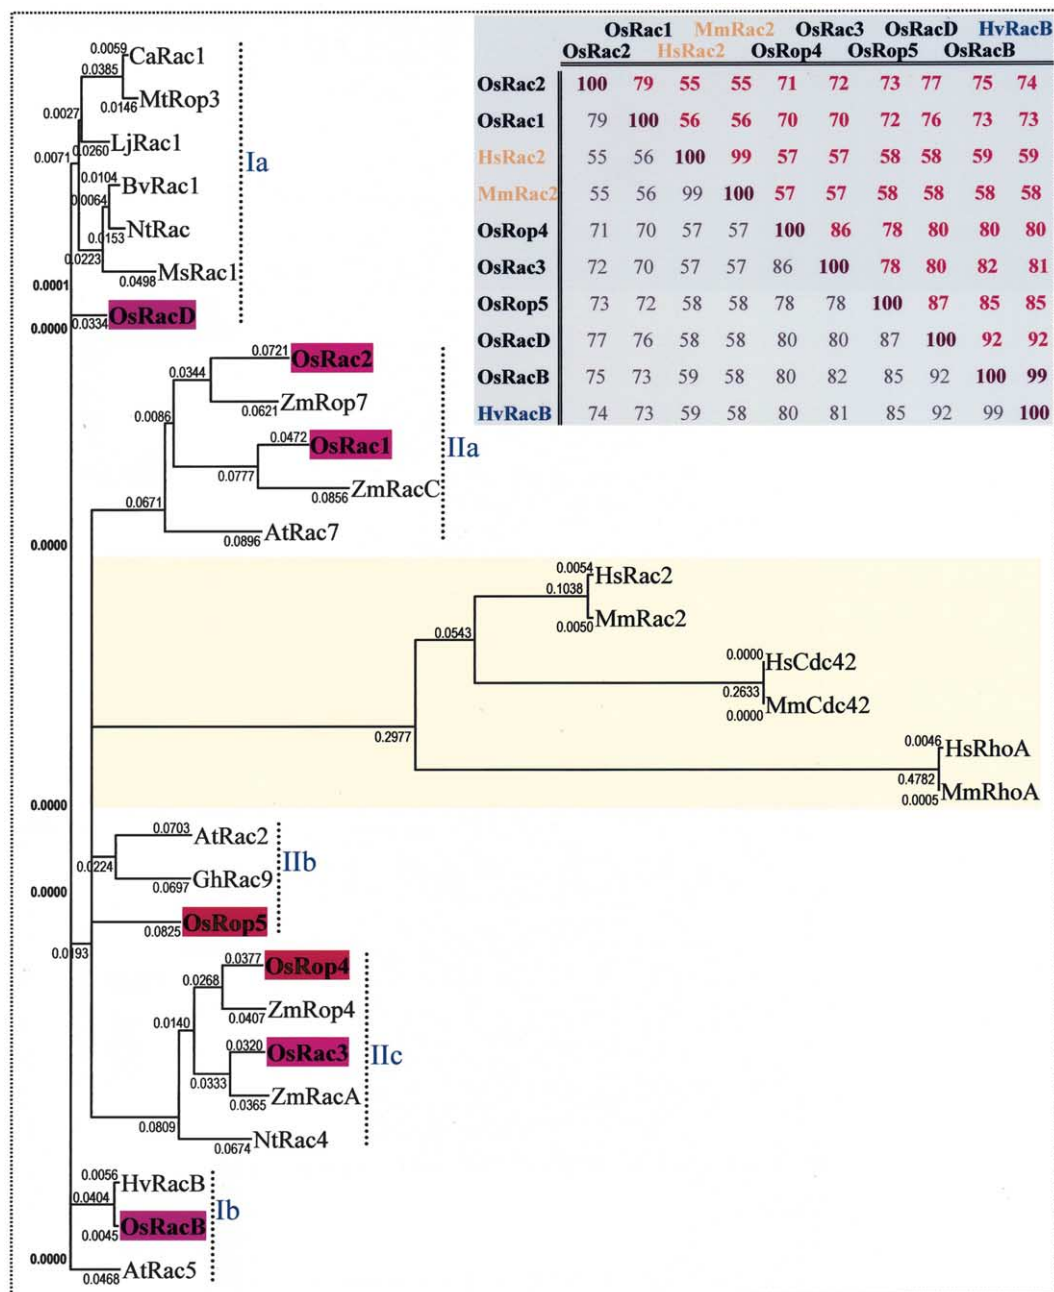 OsRac1 MmRac2 OsRac3 OsRacD HvRacB
OsRac2 HsRac2 OsRop4 OsRop5 OsRacB
OsRac2 100 79 55 55 71 72 73 77 75 74
OsRac1 79 100 56 56 70 70 72 76 73 73
HsRac2 55 56 100 99 57 57 58 58 59 59
MmRac2 55 56 99 100 57 57 58 58 58 58
OsRop4 71 70 57 57 100 86 78 80 80 80
OsRac3 72 70 57 57 86 100 78 80 82 81
OsRop5 73 72 58 58 78 78 100 87 85 85
OsRacD 77 76 58 58 80 80 87 100 92 92
OsRacB 75 73 59 58 80 82 85 92 100 99
HvRacB 74 73 59 58 80 81 85 92 99 100
0.0059
CaRac1
0.0385
0.0146
MtRop3
0.0027
LjRac1
0.0260
0.0071
Ia
0.0104
BvRac1
0.0064
NtRac
0.0153
0.0223
MsRac1
0.0498
0.0001
OsRacD
0.0334
0.0000
0.0721
OsRac2
0.0344
ZmRop7
0.0621
0.0086
0.0472
OsRac1
IIa
0.0777
ZmRacC
0.0856
0.0671
AtRac7
0.0896
0.0000
0.0054
HsRac2
0.1038
MmRac2
0.0050
0.0543
0.0000
HsCdc42
0.2633
MmCdc42
0.0000
0.2977
0.0046
HsRhoA
0.4782
MmRhoA
0.0005
0.0000
0.0703
AtRac2
IIb
0.0224
GhRac9
0.0697
0.0000
OsRop5
0.0825
0.0193
0.0377
OsRop4
0.0268
ZmRop4
0.0407
0.0140
0.0320
OsRac3
IIc
0.0333
ZmRacA
0.0365
0.0809
NtRac4
0.0674
0.0056
HvRacB
0.0404
Ib
OsRacB
0.0045
0.0000
AtRac5
0.0468